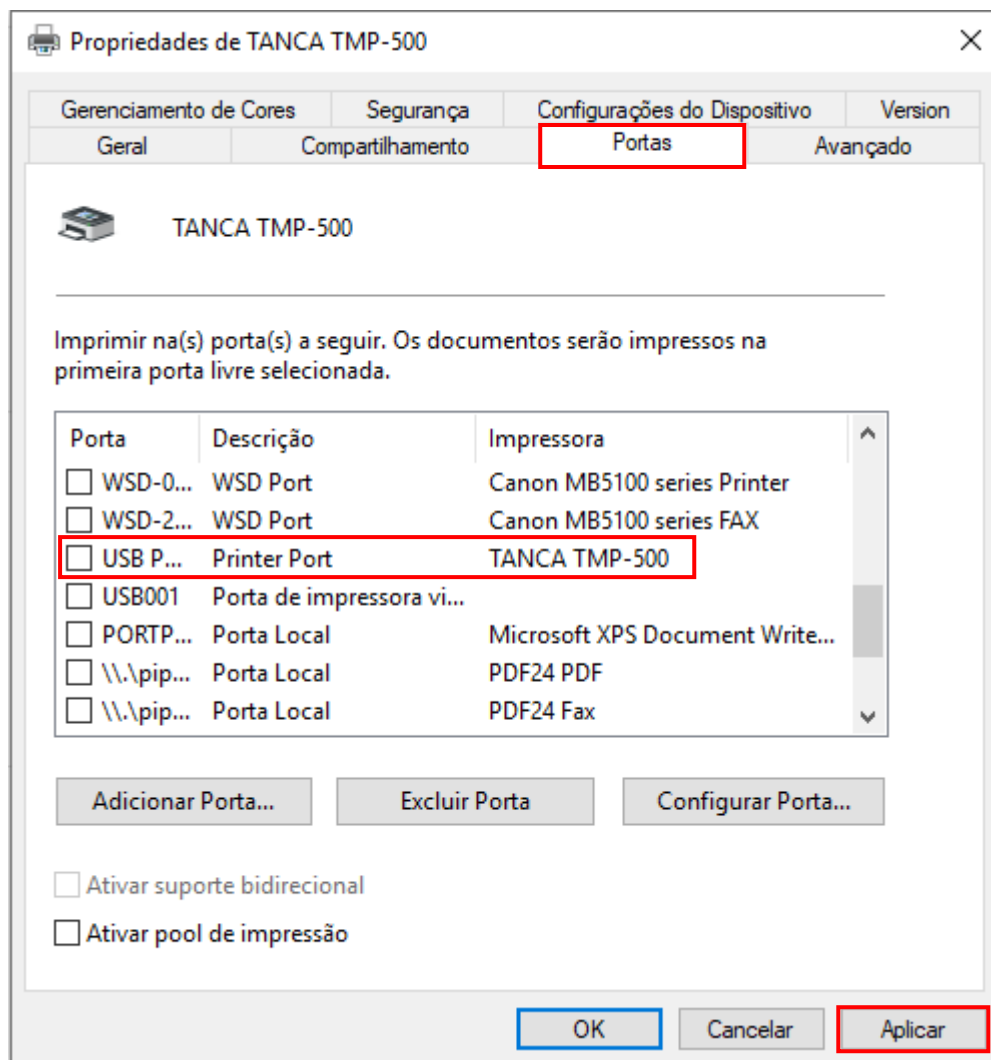 Propriedades de TANCA TMP-500
Gerenciamento de Cores Segurança Configurações do Dispositivo Version
Geral Compartilhamento Portas Avançado
TANCA TMP-500
Imprimir na(s) porta(s) a seguir. Os documentos serão impressos na
primeira porta livre selecionada.
Porta Descrição Impressora
WSD-0... WSD Port Canon MB5100 series Printer
WSD-2... WSD Port Canon MB5100 series FAX
USB P... Printer Port TANCA TMP-500
USB001 Porta de impressora vi...
PORTP... Porta Local Microsoft XPS Document Write...
\\.\pip... Porta Local PDF24 PDF
\\.\pip... Porta Local PDF24 Fax
Adicionar Porta... Excluir Porta Configurar Porta...
Ativar suporte bidirecional
Ativar pool de impressão
OK Cancelar Aplicar